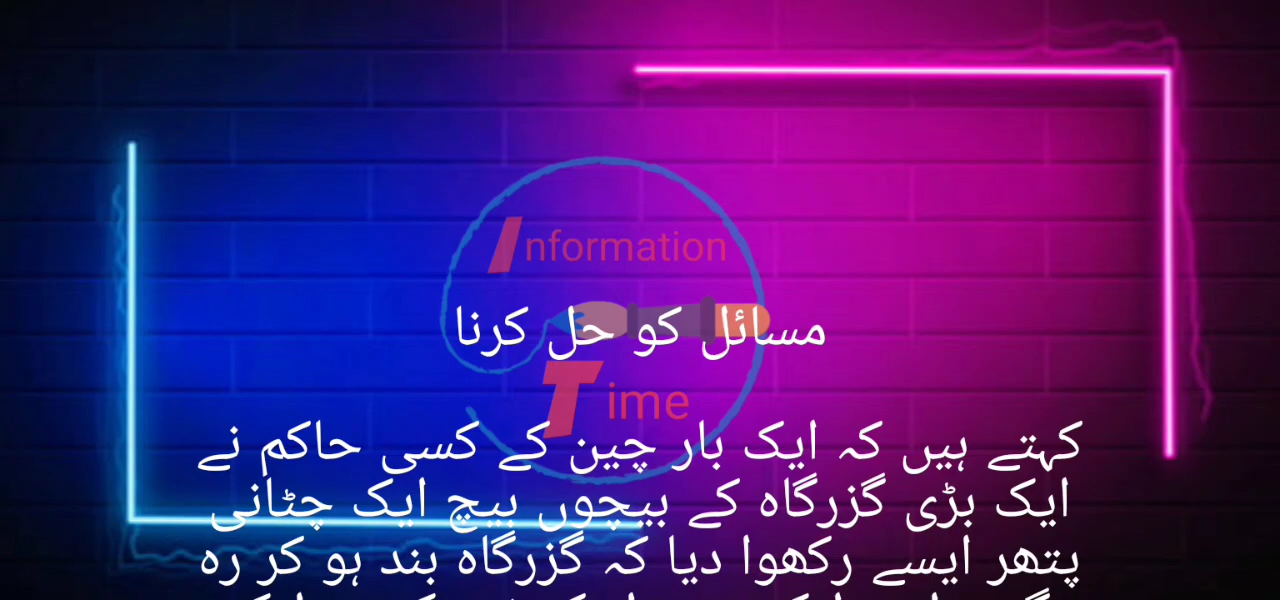 Information
مسائل کو حل کرنا
Time
کہتے ہیں کہ ایک بار چین کے کسی حاکم نے
ایک بڑی گزرگاہ کے بیچوں بیچ ایک چٹانی
پتھر ایسے رکھوا دیا کہ گزرگاہ بند ہو کر رہ